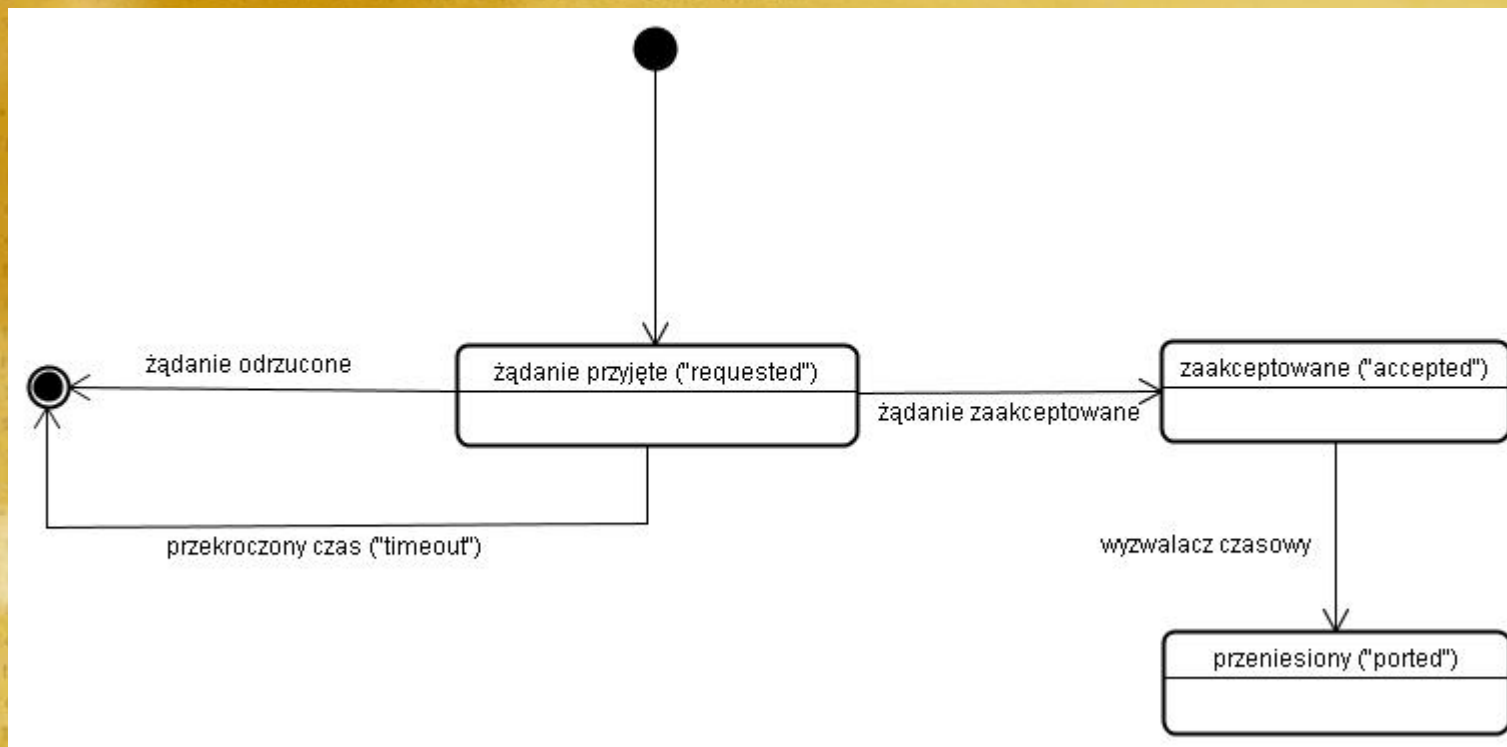 żądanie odrzucone
żądanie przyjęte ("requested")
zaakceptowane ("accepted")
żądanie zaakceptowane
przekroczony czas ("timeout")
wyzwalacz czasowy
przeniesiony ("ported")